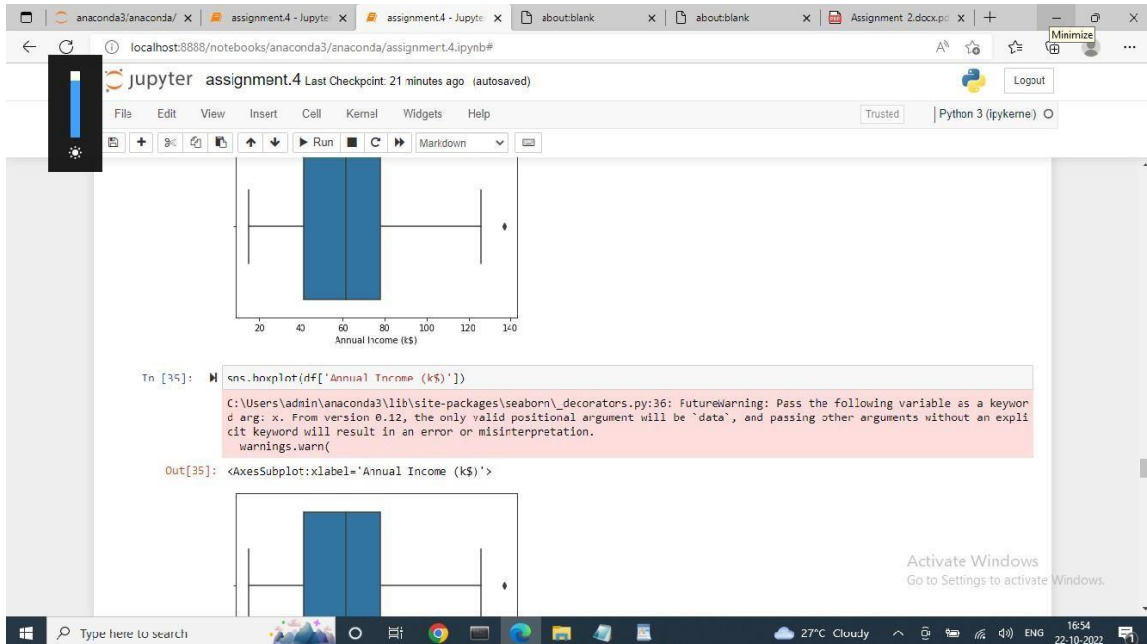 anaconda3/anaconda/
assignment.4 - Jupyte
assignment.4 - Jupyte
about:blank
about:blank
Assignment 2.docx.pd
Minimize
localhost:8888/notebooks/anaconda3/anaconda/assignment.4.ipynb#
jupyter assignment.4 Last Checkpoint: 21 minutes ago (autosaved)
Logout
File Edit View Insert Cell Kernel Widgets Help
Trusted
Python 3 (ipykernel)
Run
Markdown
20 40 60 80 100 120 140
Annual Income (k$)
In [35]: sns.boxplot(df['Annual Income (k$)'])
C:\Users\admin\anaconda3\lib\site-packages\seaborn\_decorators.py:36: FutureWarning: Pass the following variable as a keywor
d arg: x. From version 0.12, the only valid positional argument will be `data`, and passing other arguments without an expli
cit keyword will result in an error or misinterpretation.
warnings.warn(
Out[35]: <AxesSubplot:xlabel='Annual Income (k$)'>
Activate Windows
Go to Settings to activate Windows.
Type here to search
27°C Cloudy
ENG
16:54
22-10-2022